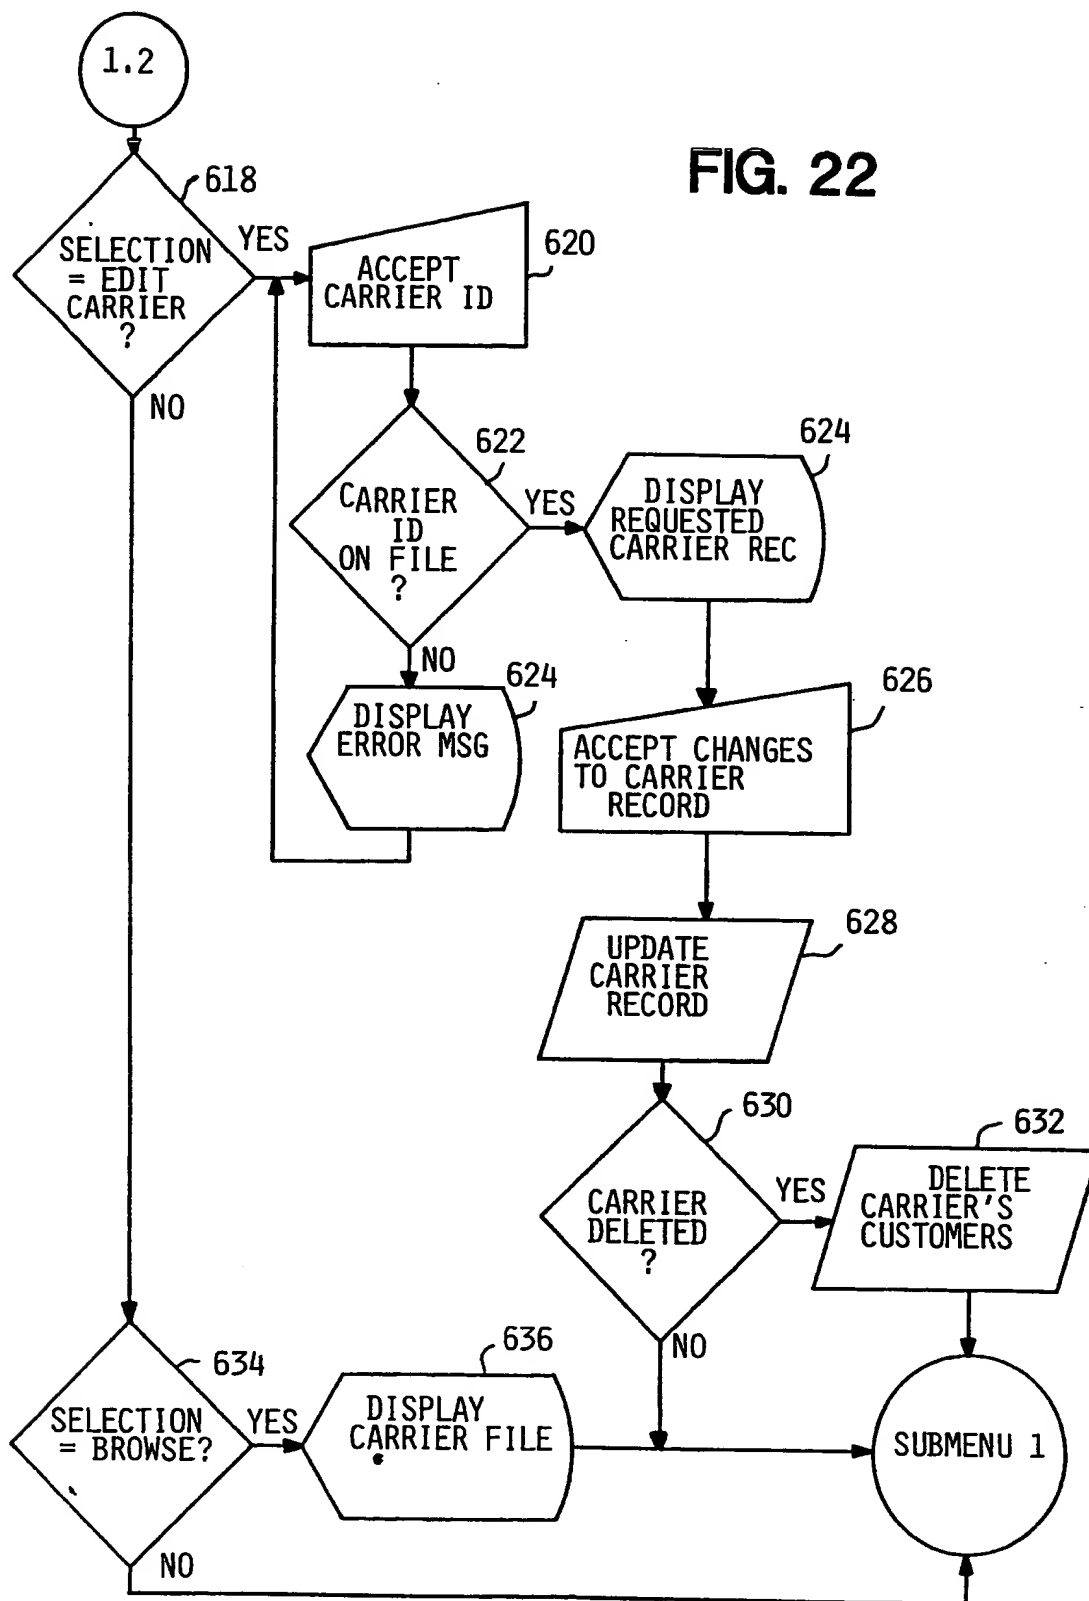 1.2
FIG. 22
618
SELECTION
= EDIT
CARRIER
?
YES
NO
620
ACCEPT
CARRIER ID
622
CARRIER
ID
ON FILE
?
YES
NO
624
DISPLAY
REQUESTED
CARRIER REC
624
DISPLAY
ERROR MSG
626
ACCEPT CHANGES
TO CARRIER
RECORD
628
UPDATE
CARRIER
RECORD
630
CARRIER
DELETED
?
YES
NO
632
DELETE
CARRIER'S
CUSTOMERS
634
SELECTION
= BROWSE?
YES
NO
636
DISPLAY
CARRIER FILE
SUBMENU 1